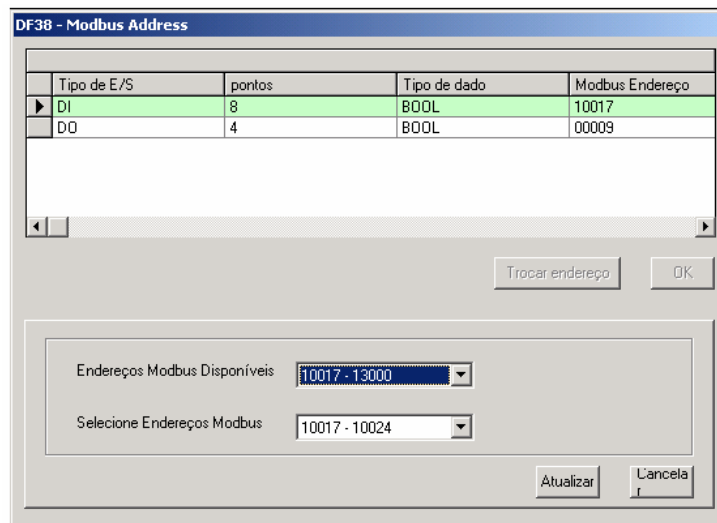 DF38 - Modbus Address
Tipo de E/S pontos Tipo de dado Modbus Endereço
DI 8 BOOL 10017
DO 4 BOOL 00009
Trocar endereço OK
Endereços Modbus Disponíveis 10017 - 13000
Selecione Endereços Modbus 10017 - 10024
Atualizar Cancela
r